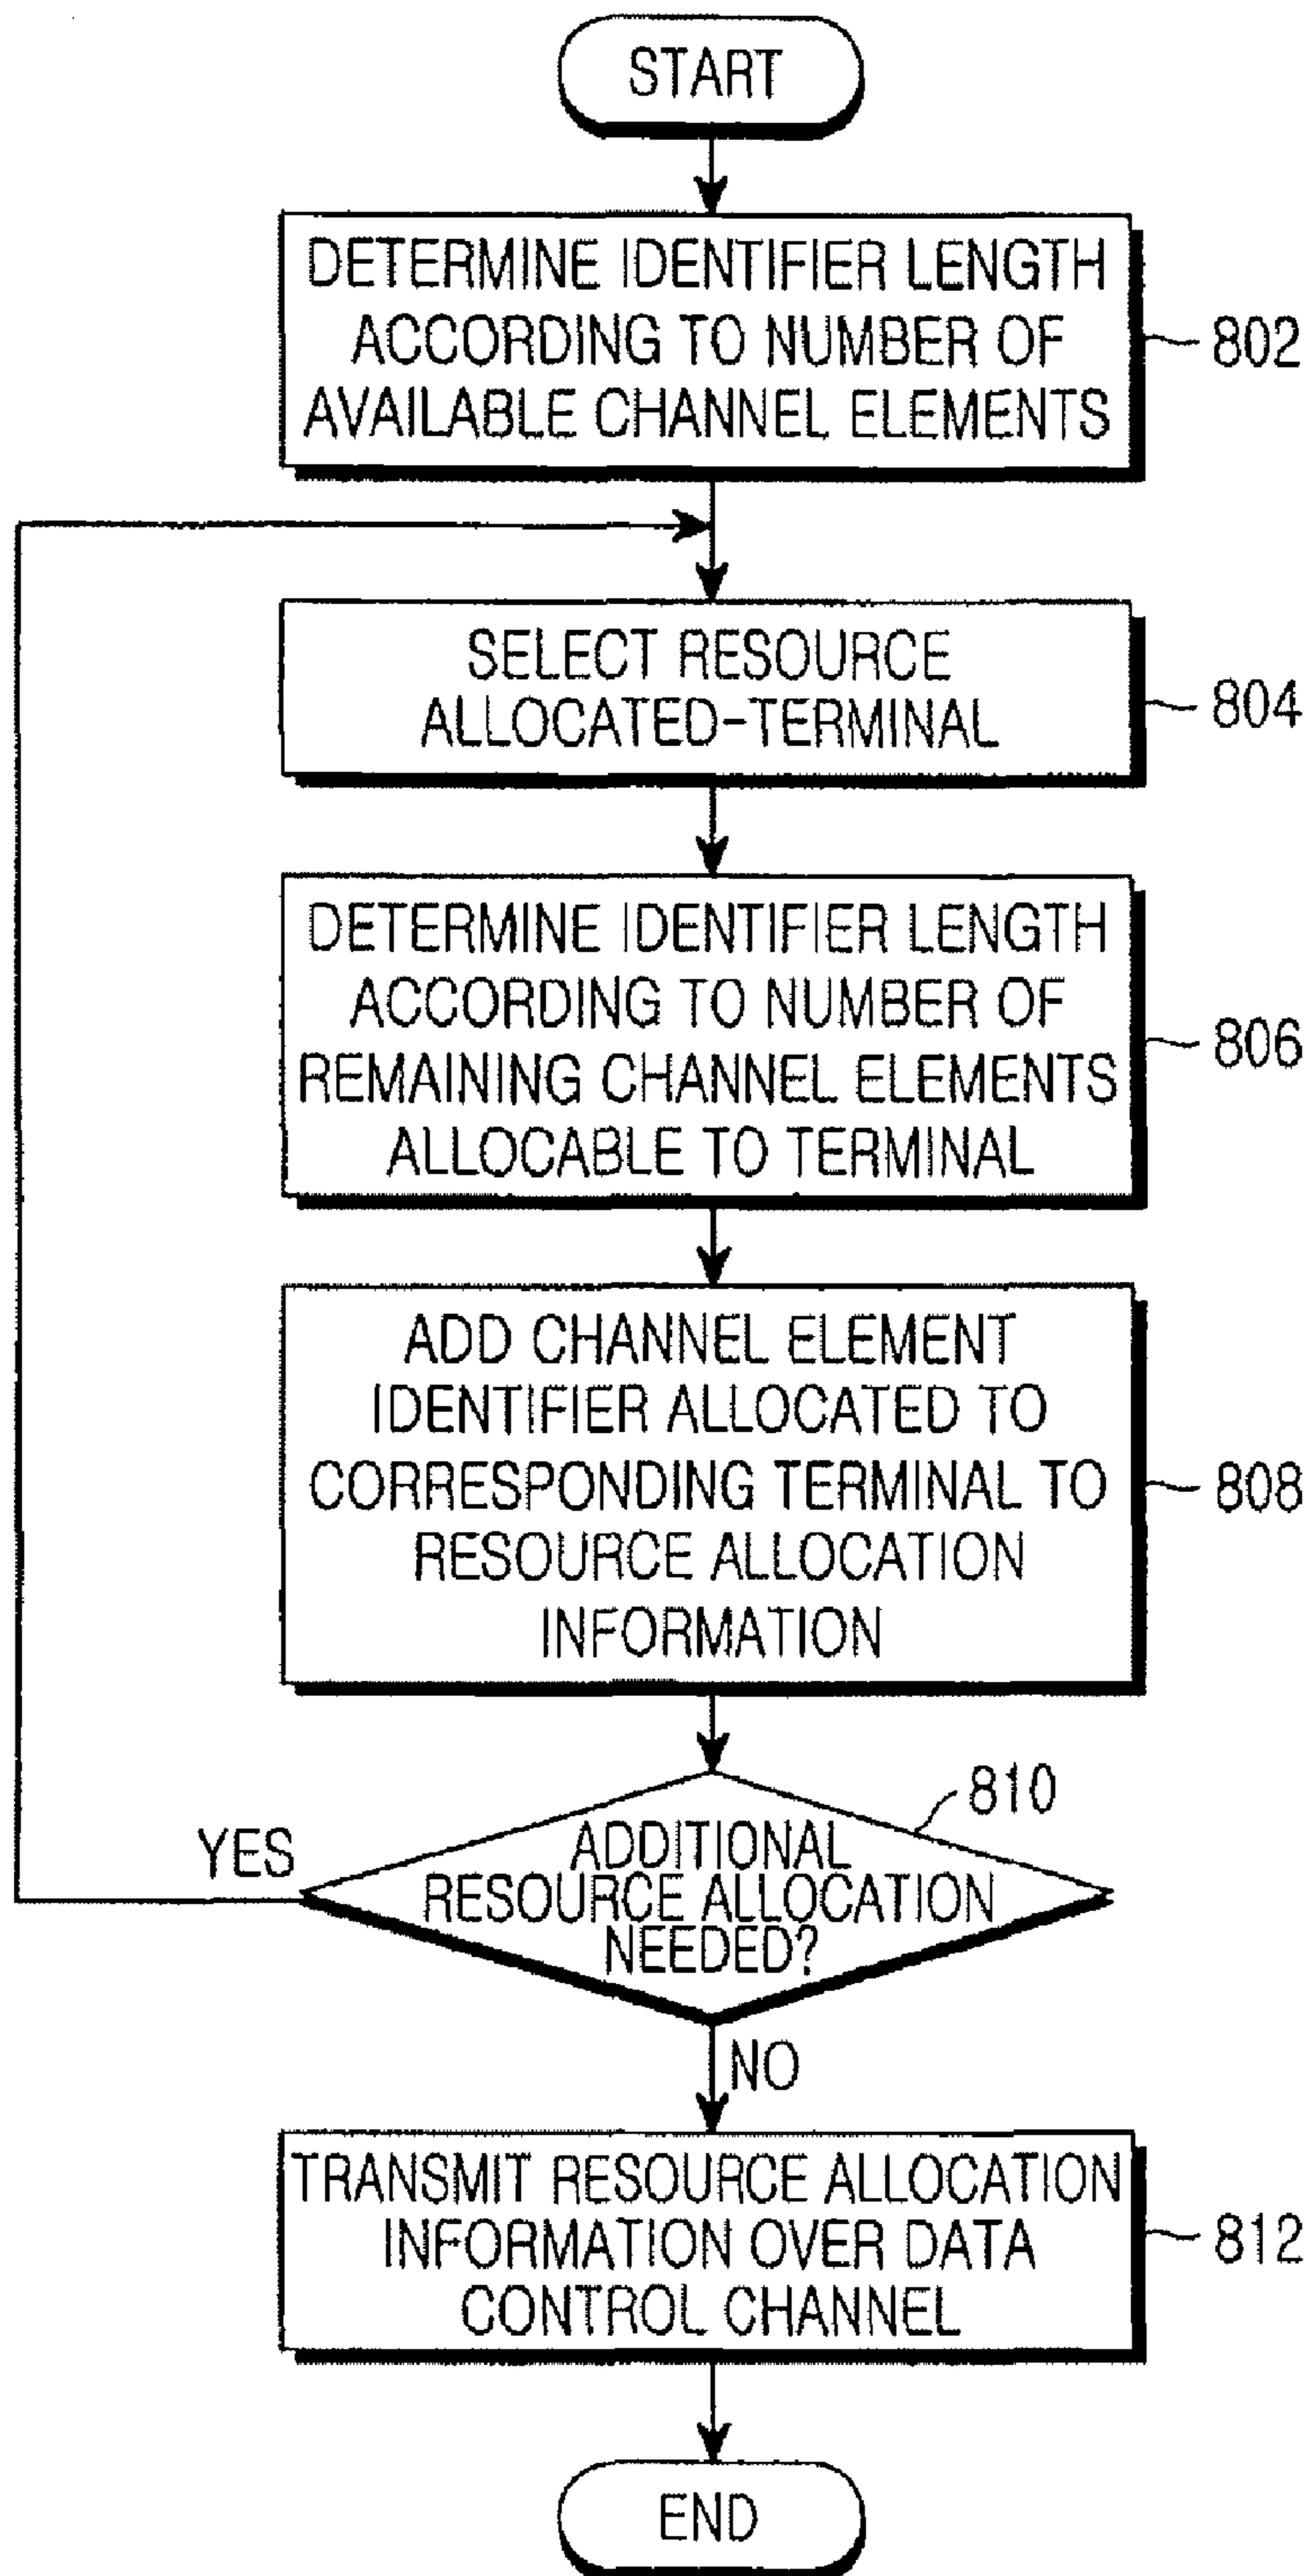 START
DETERMINE IDENTIFIER LENGTH
ACCORDING TO NUMBER OF
AVAILABLE CHANNEL ELEMENTS
802
SELECT RESOURCE
ALLOCATED-TERMINAL
804
DETERMINE IDENTIFIER LENGTH
ACCORDING TO NUMBER OF
REMAINING CHANNEL ELEMENTS
ALLOCABLE TO TERMINAL
806
ADD CHANNEL ELEMENT
IDENTIFIER ALLOCATED TO
CORRESPONDING TERMINAL TO
RESOURCE ALLOCATION
INFORMATION
808
810
YES
ADDITIONAL
RESOURCE ALLOCATION
NEEDED?
NO
TRANSMIT RESOURCE ALLOCATION
INFORMATION OVER DATA
CONTROL CHANNEL
812
END